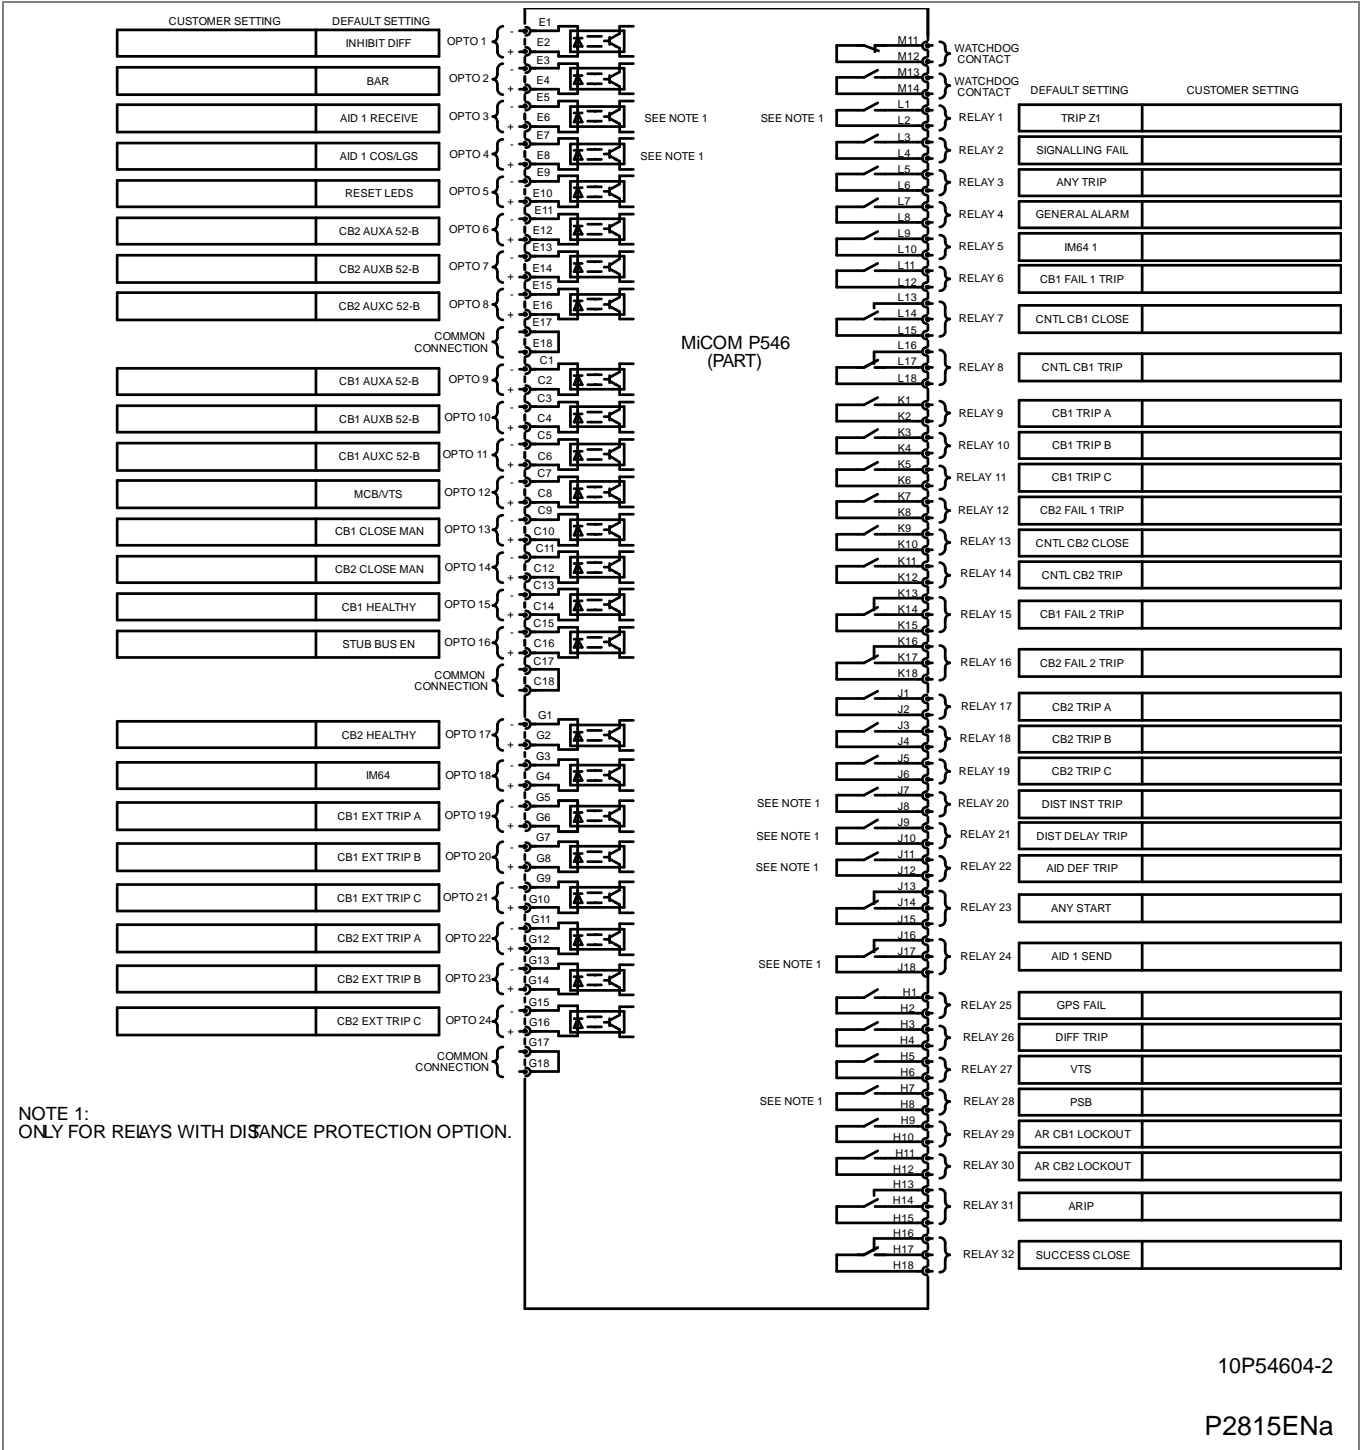 CUSTOMER SETTING DEFAULT SETTING
INHIBIT DIFF OPTO 1 - + E1 E2
BAR OPTO 2 - + E3 E4
AID 1 RECEIVE OPTO 3 - + E5 E6 SEE NOTE 1
AID 1 COS/LGS OPTO 4 - + E7 E8 SEE NOTE 1
RESET LEDS OPTO 5 - + E9 E10
CB2 AUXA 52-B OPTO 6 - + E11 E12
CB2 AUXB 52-B OPTO 7 - + E13 E14
CB2 AUXC 52-B OPTO 8 - + E15 E16
COMMON CONNECTION E17 E18
CB1 AUXA 52-B OPTO 9 - + C1 C2
CB1 AUXB 52-B OPTO 10 - + C3 C4
CB1 AUXC 52-B OPTO 11 - + C5 C6
MCB/VTS OPTO 12 - + C7 C8
CB1 CLOSE MAN OPTO 13 - + C9 C10
CB2 CLOSE MAN OPTO 14 - + C11 C12
CB1 HEALTHY OPTO 15 - + C13 C14
STUB BUS EN OPTO 16 - + C15 C16
COMMON CONNECTION C17 C18
CB2 HEALTHY OPTO 17 - + G1 G2
IM64 OPTO 18 - + G3 G4
CB1 EXT TRIP A OPTO 19 - + G5 G6
CB1 EXT TRIP B OPTO 20 - + G7 G8
CB1 EXT TRIP C OPTO 21 - + G9 G10
CB2 EXT TRIP A OPTO 22 - + G11 G12
CB2 EXT TRIP B OPTO 23 - + G13 G14
CB2 EXT TRIP C OPTO 24 - + G15 G16
COMMON CONNECTION G17 G18
NOTE 1:
ONLY FOR RELAYS WITH DISTANCE PROTECTION OPTION.
MiCOM P546
(PART)
M11 M12 WATCHDOG CONTACT
M13 M14 WATCHDOG CONTACT
DEFAULT SETTING CUSTOMER SETTING
SEE NOTE 1 L1 L2 RELAY 1 TRIP Z1
L3 L4 RELAY 2 SIGNALLING FAIL
L5 L6 RELAY 3 ANY TRIP
L7 L8 RELAY 4 GENERAL ALARM
L9 L10 RELAY 5 IM64 1
L11 L12 RELAY 6 CB1 FAIL 1 TRIP
L13 L14 L15 RELAY 7 CNTL CB1 CLOSE
L16 L17 L18 RELAY 8 CNTL CB1 TRIP
K1 K2 RELAY 9 CB1 TRIP A
K3 K4 RELAY 10 CB1 TRIP B
K5 K6 RELAY 11 CB1 TRIP C
K7 K8 RELAY 12 CB2 FAIL 1 TRIP
K9 K10 RELAY 13 CNTL CB2 CLOSE
K11 K12 RELAY 14 CNTL CB2 TRIP
K13 K14 K15 RELAY 15 CB1 FAIL 2 TRIP
K16 K17 K18 RELAY 16 CB2 FAIL 2 TRIP
J1 J2 RELAY 17 CB2 TRIP A
J3 J4 RELAY 18 CB2 TRIP B
J5 J6 RELAY 19 CB2 TRIP C
SEE NOTE 1 J7 J8 RELAY 20 DIST INST TRIP
SEE NOTE 1 J9 J10 RELAY 21 DIST DELAY TRIP
SEE NOTE 1 J11 J12 RELAY 22 AID DEF TRIP
J13 J14 J15 RELAY 23 ANY START
SEE NOTE 1 J16 J17 J18 RELAY 24 AID 1 SEND
H1 H2 RELAY 25 GPS FAIL
H3 H4 RELAY 26 DIFF TRIP
H5 H6 RELAY 27 VTS
SEE NOTE 1 H7 H8 RELAY 28 PSB
H9 H10 RELAY 29 AR CB1 LOCKOUT
H11 H12 RELAY 30 AR CB2 LOCKOUT
H13 H14 H15 RELAY 31 ARIP
H16 H17 H18 RELAY 32 SUCCESS CLOSE
10P54604-2
P2815ENa